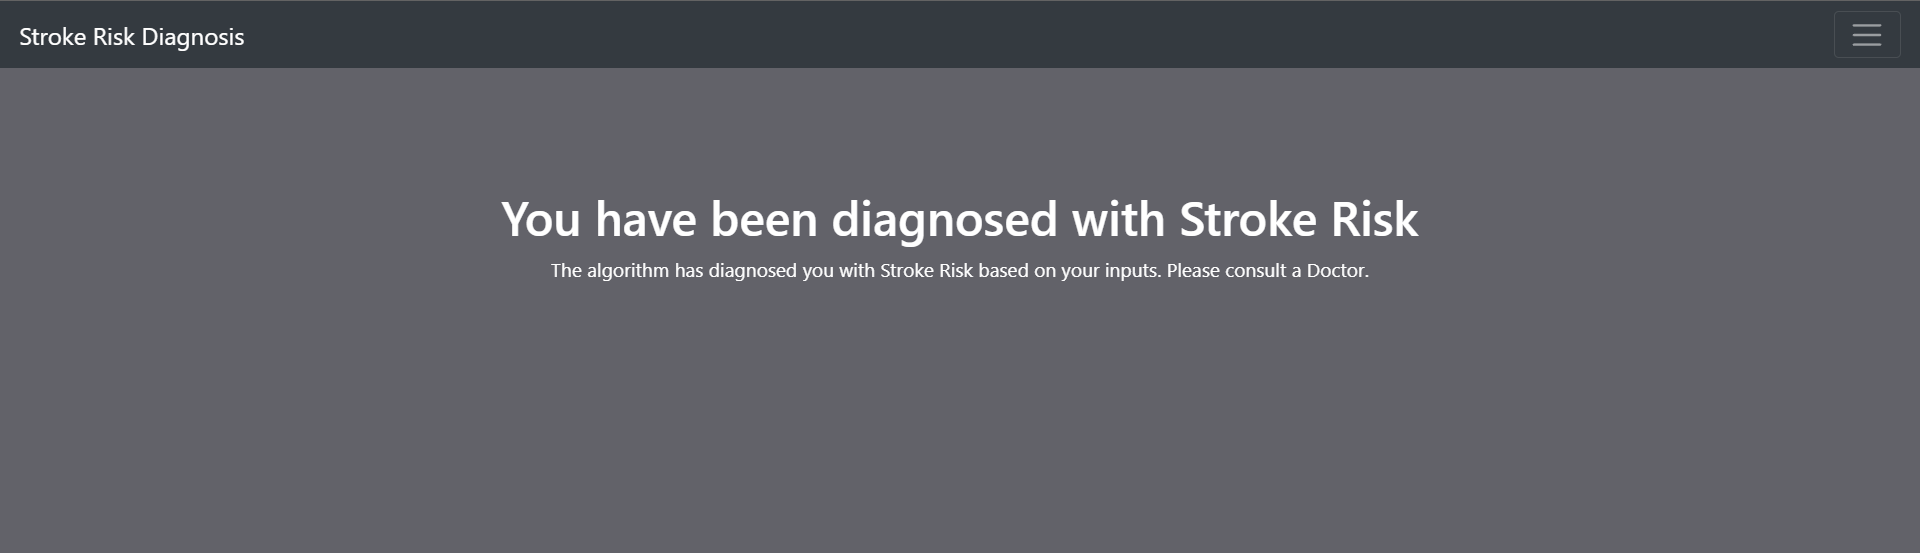 Stroke Risk Diagnosis
You have been diagnosed with Stroke Risk
The algorithm has diagnosed you with Stroke Risk based on your inputs. Please consult a Doctor.